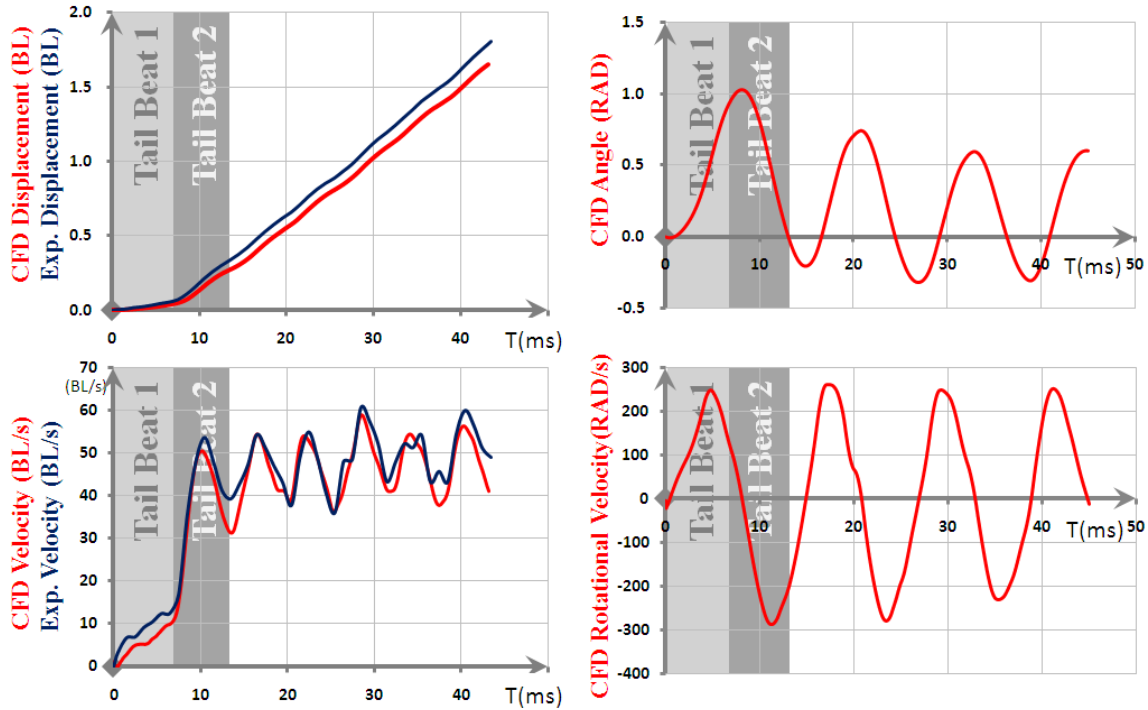 CFD Displacement (BL)
Exp. Displacement (BL)
2.0
1.5
1.0
0.5
0.0
Tail Beat 1
Tail Beat 2
0 10 20 30 40 T(ms)
CFD Angle (RAD)
1.5
1.0
0.5
0.0
-0.5
Tail Beat 1
Tail Beat 2
0 10 20 30 40 50
T(ms)
CFD Velocity (BL/s)
Exp. Velocity (BL/s)
70
(BL/s)
60
50
40
30
20
10
0
Tail Beat 1
Tail Beat 2
0 10 20 30 40 T(ms)
CFD Rotational Velocity(RAD/s)
300
200
100
0
-100
-200
-300
-400
Tail Beat 1
Tail Beat 2
0 10 20 30 40 50
T(ms)